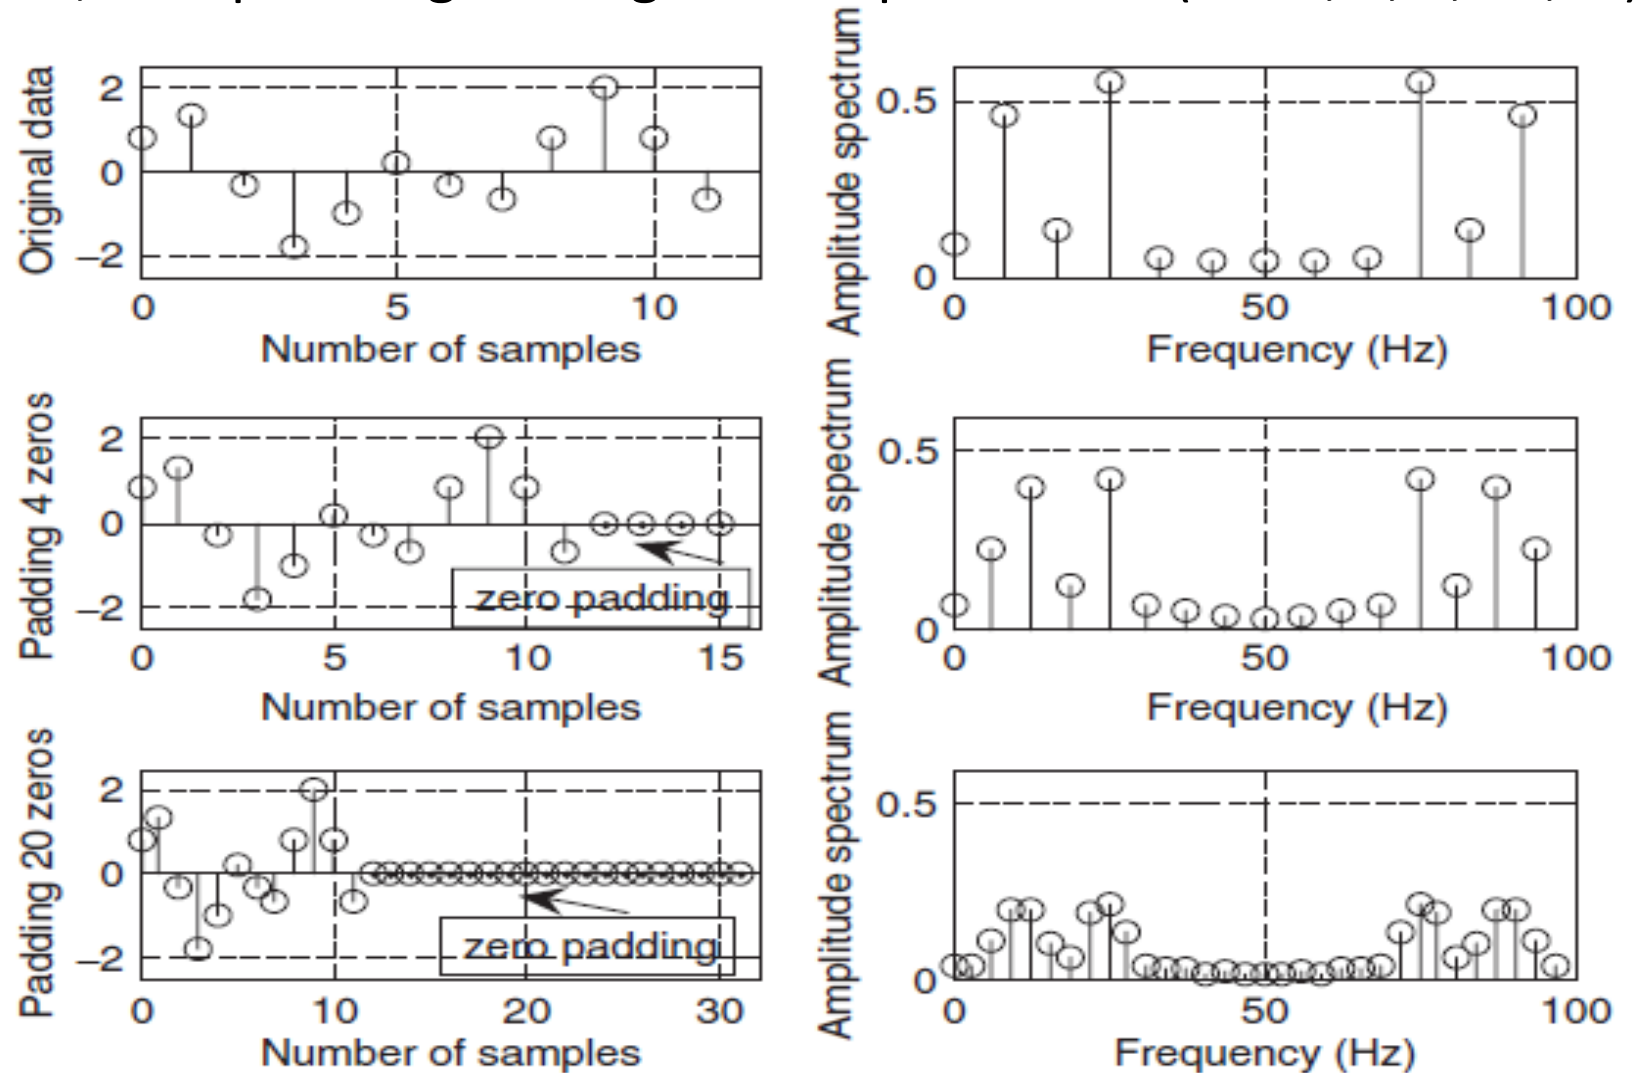 Original data
2
0
−2
0 5 10
Number of samples
Amplitude spectrum
0.5
0
0 50 100
Frequency (Hz)
Padding 4 zeros
2
0
−2
zero padding
0 5 10 15
Number of samples
Amplitude spectrum
0.5
0
0 50 100
Frequency (Hz)
Padding 20 zeros
2
0
−2
zero padding
0 10 20 30
Number of samples
Amplitude spectrum
0.5
0
0 50 100
Frequency (Hz)